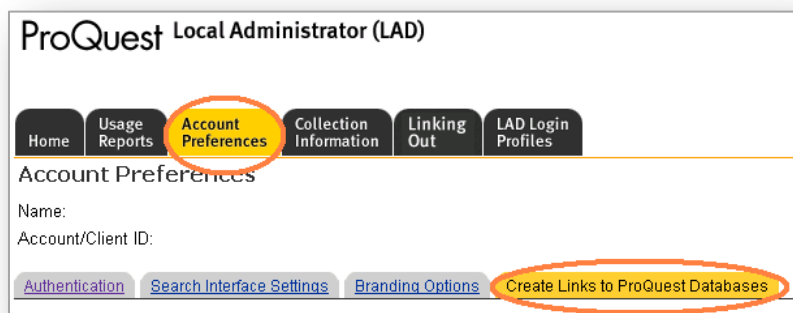 ProQuest Local Administrator (LAD)
Home Usage Reports Account Preferences Collection Information Linking Out LAD Login Profiles
Account Preferences
Name:
Account/Client ID:
Authentication Search Interface Settings Branding Options Create Links to ProQuest Databases